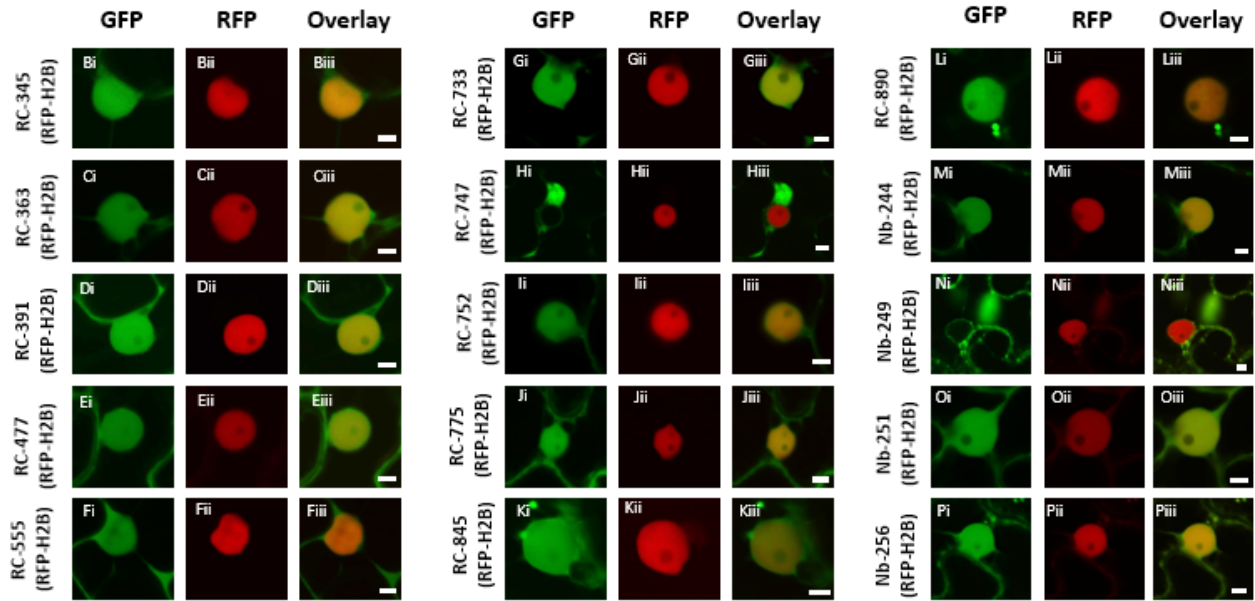 GFP RFP Overlay GFP RFP Overlay GFP RFP Overlay
RC-345 (RFP-H2B) Bi Bii Biii
RC-733 (RFP-H2B) Gi Gii Giii
RC-890 (RFP-H2B) Li Lii Liii
RC-363 (RFP-H2B) Ci Cii Ciii
RC-747 (RFP-H2B) Hi Hii Hiii
Nb-244 (RFP-H2B) Mi Mii Miii
RC-391 (RFP-H2B) Di Dii Diii
RC-752 (RFP-H2B) Ii Iii Iiii
Nb-249 (RFP-H2B) Ni Nii Niii
RC-477 (RFP-H2B) Ei Eii Eiii
RC-775 (RFP-H2B) Ji Jii Jiii
Nb-251 (RFP-H2B) Oi Oii Oiii
RC-555 (RFP-H2B) Fi Fii Fiii
RC-845 (RFP-H2B) Ki Kii Kiii
Nb-256 (RFP-H2B) Pi Pii Piii